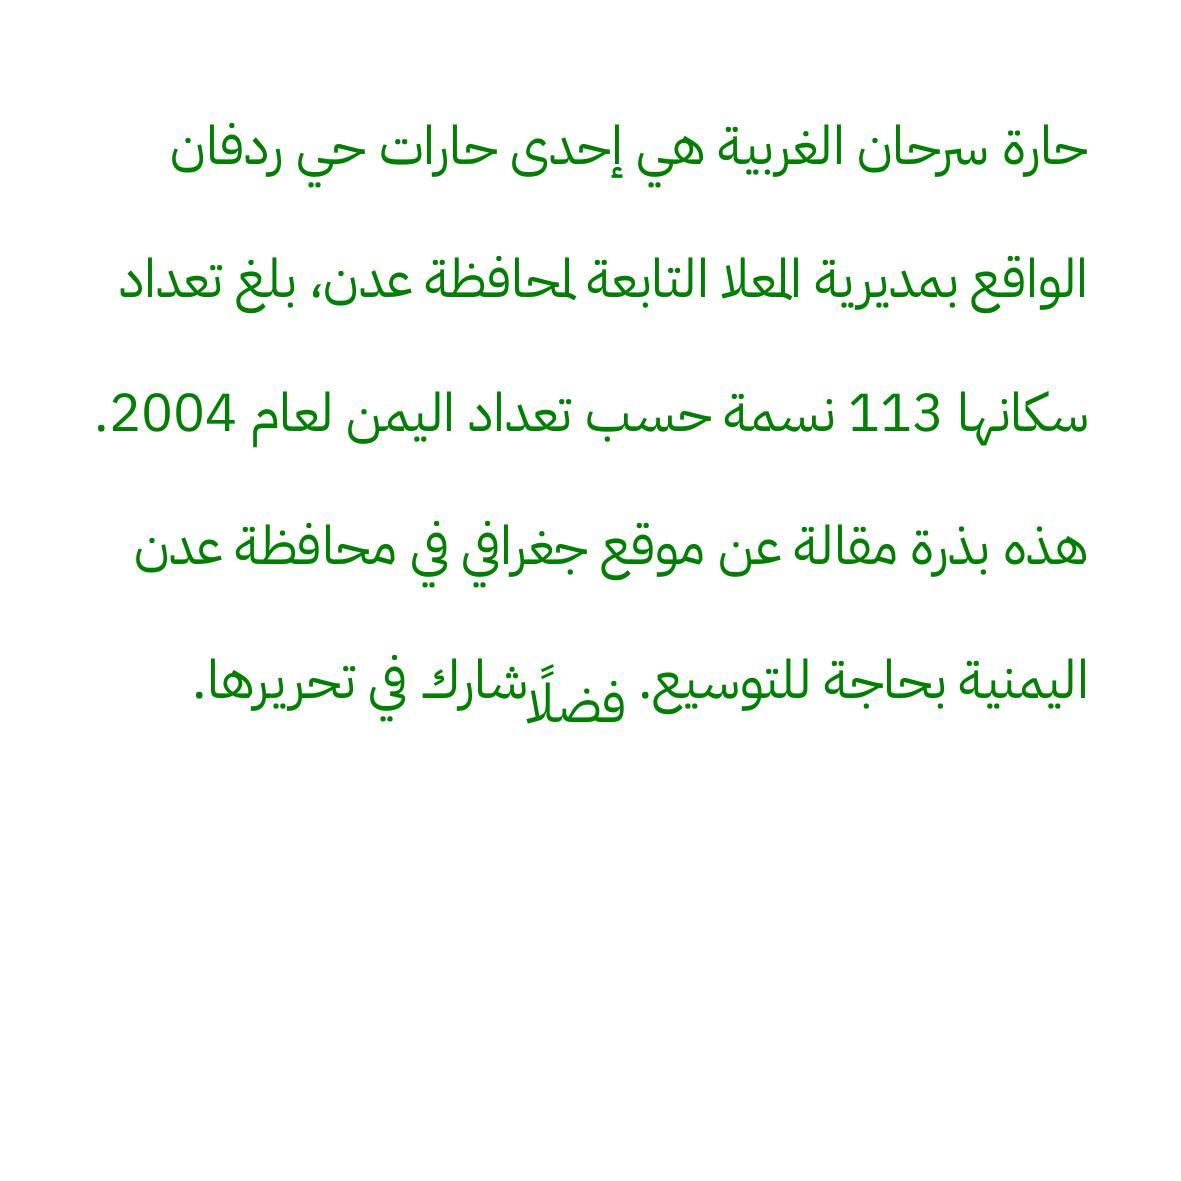 حارة سرحان الغربية هي إحدى حارات حي ردفان
الواقع بمديرية المعلا التابعة لمحافظة عدن، بلغ تعداد
سكانها 113 نسمة حسب تعداد اليمن لعام 2004.
هذه بذرة مقالة عن موقع جغرافي في محافظة عدن
اليمنية بحاجة للتوسيع. فضلًا شارك في تحريرها.